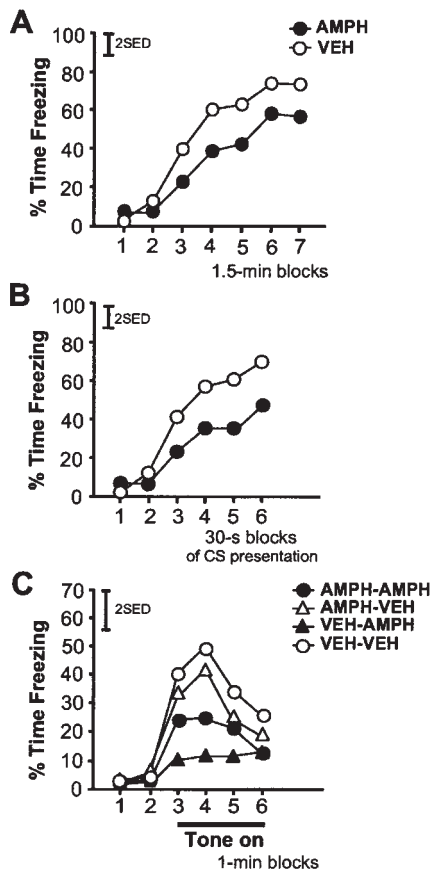 A
AMPH
VEH
2SED
% Time Freezing
100
80
60
40
20
0
1 2 3 4 5 6 7
1.5-min blocks
B
2SED
% Time Freezing
100
80
60
40
20
0
1 2 3 4 5 6
30-s blocks
of CS presentation
C
AMPH-AMPH
AMPH-VEH
VEH-AMPH
VEH-VEH
2SED
% Time Freezing
70
60
50
40
30
20
10
0
1 2 3 4 5 6
Tone on
1-min blocks